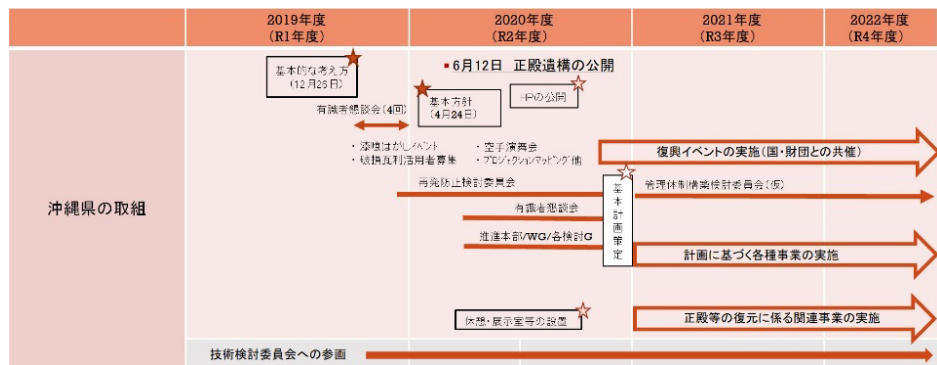 2019年度
(R1年度)
2020年度
(R2年度)
2021年度
(R3年度)
2022年度
(R4年度)
沖縄県の取組
基本的な考え方
(12月26日)
▪6月12日 正殿遺構の公開
有識者懇談会(4回)
基本方針
(4月24日)
HPの公開
・漆喰はがしイベント
・破損瓦利活用者募集
・空手演舞会
・プロジェクションマッピング他
復興イベントの実施(国・財団との共催)
再発防止検討委員会
基本計画策定
管理体制構築検討委員会(仮)
有識者懇談会
推進本部/WG/各検討G
計画に基づく各種事業の実施
休憩・展示室等の設置
正殿等の復元に係る関連事業の実施
技術検討委員会への参画